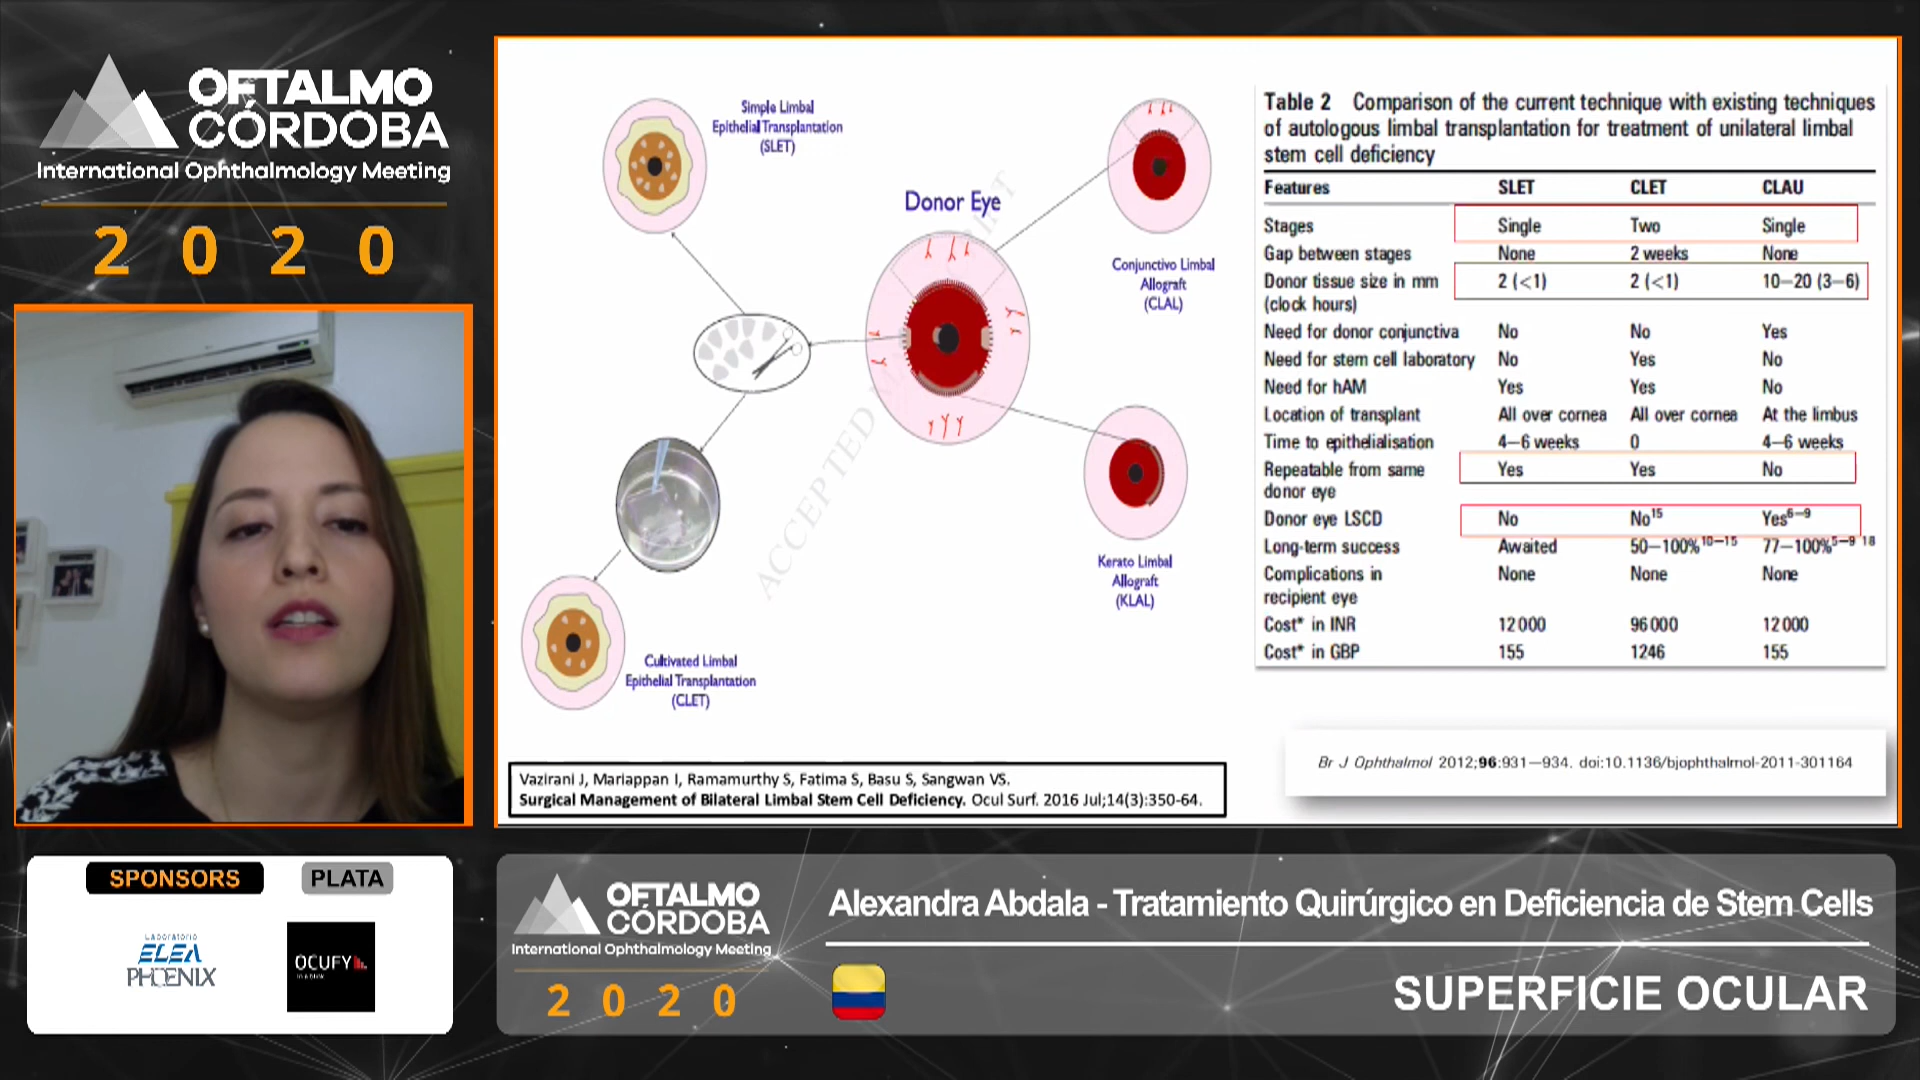 OFTALMO
CÓRDOBA
International Ophthalmology Meeting
2020
SPONSORS
PLATA
Laboratorio
ELEA
PHOENIX
OCUFY
Simple Limbal
Epithelial Transplantation
(SLET)
Donor Eye
Conjunctivo Limbal
Allograft
(CLAL)
Kerato Limbal
Allograft
(KLAL)
Cultivated Limbal
Epithelial Transplantation
(CLET)
ACCEPTED
Vazirani J, Mariappan I, Ramamurthy S, Fatima S, Basu S, Sangwan VS.
Surgical Management of Bilateral Limbal Stem Cell Deficiency. Ocul Surf. 2016 Jul;14(3):350-64.
Table 2 Comparison of the current technique with existing techniques
of autologous limbal transplantation for treatment of unilateral limbal
stem cell deficiency
Features SLET CLET CLAU
Stages Single Two Single
Gap between stages None 2 weeks None
Donor tissue size in mm 2 (<1) 2 (<1) 10–20 (3–6)
(clock hours)
Need for donor conjunctiva No No Yes
Need for stem cell laboratory No Yes No
Need for hAM Yes Yes No
Location of transplant All over cornea All over cornea At the limbus
Time to epithelialisation 4–6 weeks 0 4–6 weeks
Repeatable from same Yes Yes No
donor eye
Donor eye LSCD No No15 Yes6–9
Long-term success Awaited 50–100%10–15 77–100%5–9 18
Complications in None None None
recipient eye
Cost* in INR 12 000 96 000 12 000
Cost* in GBP 155 1246 155
Br J Ophthalmol 2012;96:931–934. doi:10.1136/bjophthalmol-2011-301164
OFTALMO
CÓRDOBA
International Ophthalmology Meeting
2020
Alexandra Abdala - Tratamiento Quirúrgico en Deficiencia de Stem Cells
SUPERFICIE OCULAR